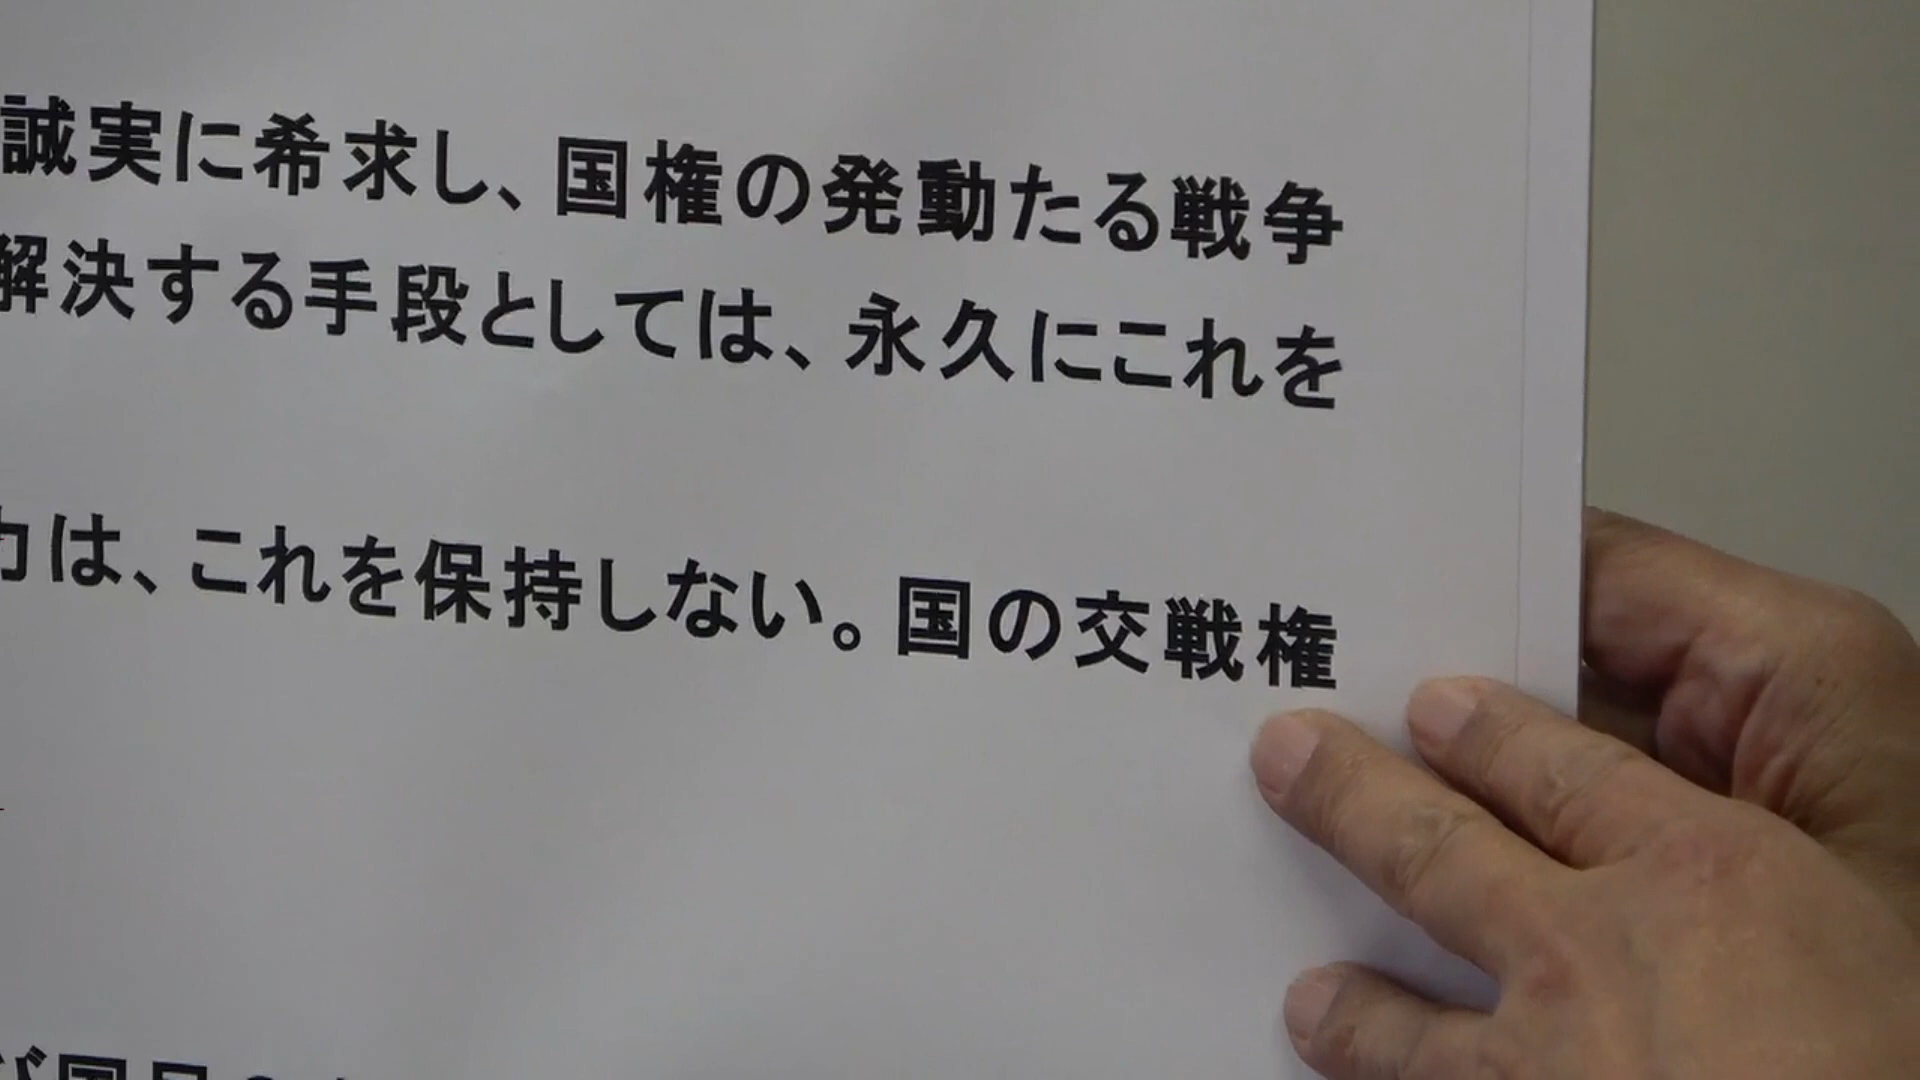 誠実に希求し、国権の発動たる戦争
解決する手段としては、永久にこれを
力は、これを保持しない。国の交戦権